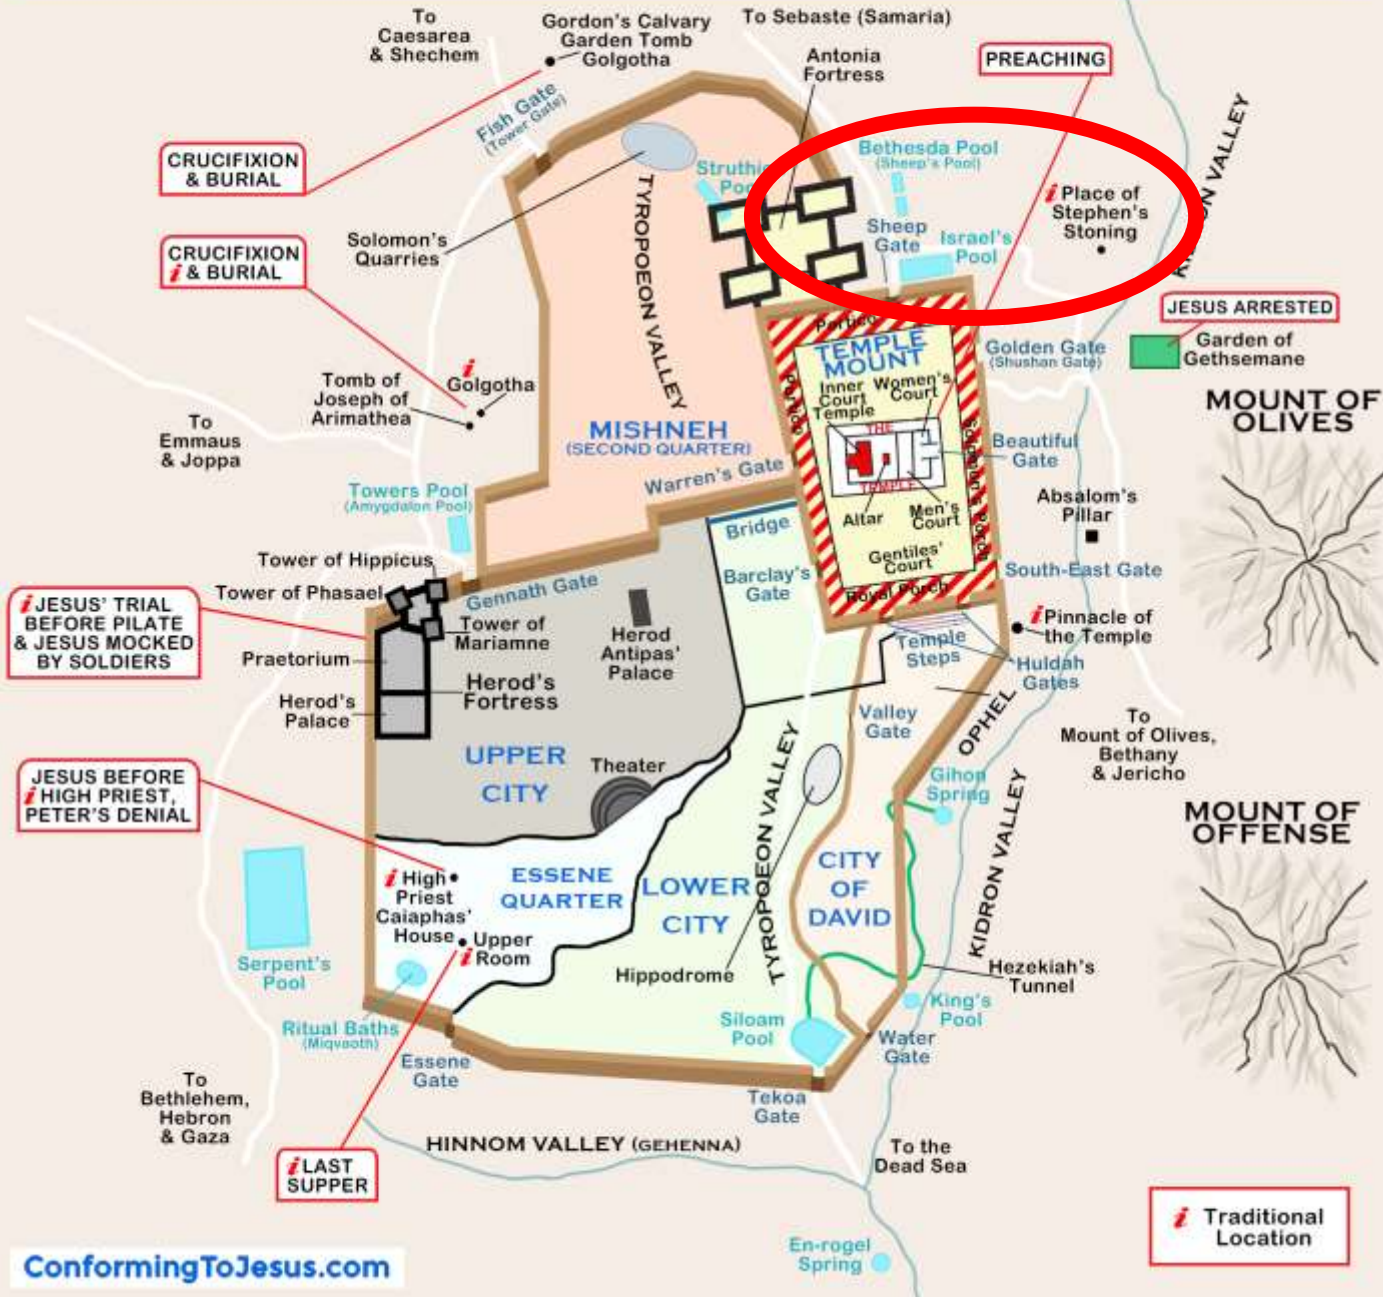 To
Caesarea
& Shechem
Gordon's Calvary
Garden Tomb
Golgotha
To Sebaste (Samaria)
Antonia
Fortress
PREACHING
Fish Gate
(Tower Gate)
CRUCIFIXION
& BURIAL
Struthi
Poo
Bethesda Pool
(Sheep's Pool)
KIDRON VALLEY
i Place of
Stephen's
Stoning
Sheep
Gate
Israel's
Pool
Solomon's
Quarries
CRUCIFIXION
i & BURIAL
TYROPOEON VALLEY
JESUS ARRESTED
Garden of
Gethsemane
Portico
TEMPLE
MOUNT
Golden Gate
(Shushan Gate)
Portico
Inner
Court
Women's
Court
Temple
THE
TEMPLE
Altar
Men's
Court
Gentiles'
Court
Solomon's Porch
Royal Porch
Beautiful
Gate
MOUNT OF
OLIVES
i
Golgotha
Tomb of
Joseph of
Arimathea
To
Emmaus
& Joppa
MISHNEH
(SECOND QUARTER)
Warren's Gate
Towers Pool
(Amygdalon Pool)
Absalom's
Pillar
Bridge
Barclay's
Gate
South-East Gate
Tower of Hippicus
Tower of Phasael
Gennath Gate
Tower of
Mariamne
Herod
Antipas'
Palace
i JESUS' TRIAL
BEFORE PILATE
& JESUS MOCKED
BY SOLDIERS
Praetorium
Herod's
Palace
Herod's
Fortress
Temple
Steps
i Pinnacle of
the Temple
Huldah
Gates
OPHEL
Valley
Gate
To
Mount of Olives,
Bethany
& Jericho
UPPER
CITY
Theater
TYROPOEON VALLEY
Gihon
Spring
JESUS BEFORE
i HIGH PRIEST,
PETER'S DENIAL
MOUNT OF
OFFENSE
KIDRON VALLEY
i High
Priest
Caiaphas'
House
ESSENE
QUARTER
LOWER
CITY
CITY
OF
DAVID
Upper
i Room
Serpent's
Pool
Hippodrome
Hezekiah's
Tunnel
Ritual Baths
(Miqvaoth)
Siloam
Pool
King's
Pool
Water
Gate
Essene
Gate
To
Bethlehem,
Hebron
& Gaza
Tekoa
Gate
HINNOM VALLEY (GEHENNA)
To the
Dead Sea
i LAST
SUPPER
i Traditional
Location
En-rogel
Spring
ConformingToJesus.com